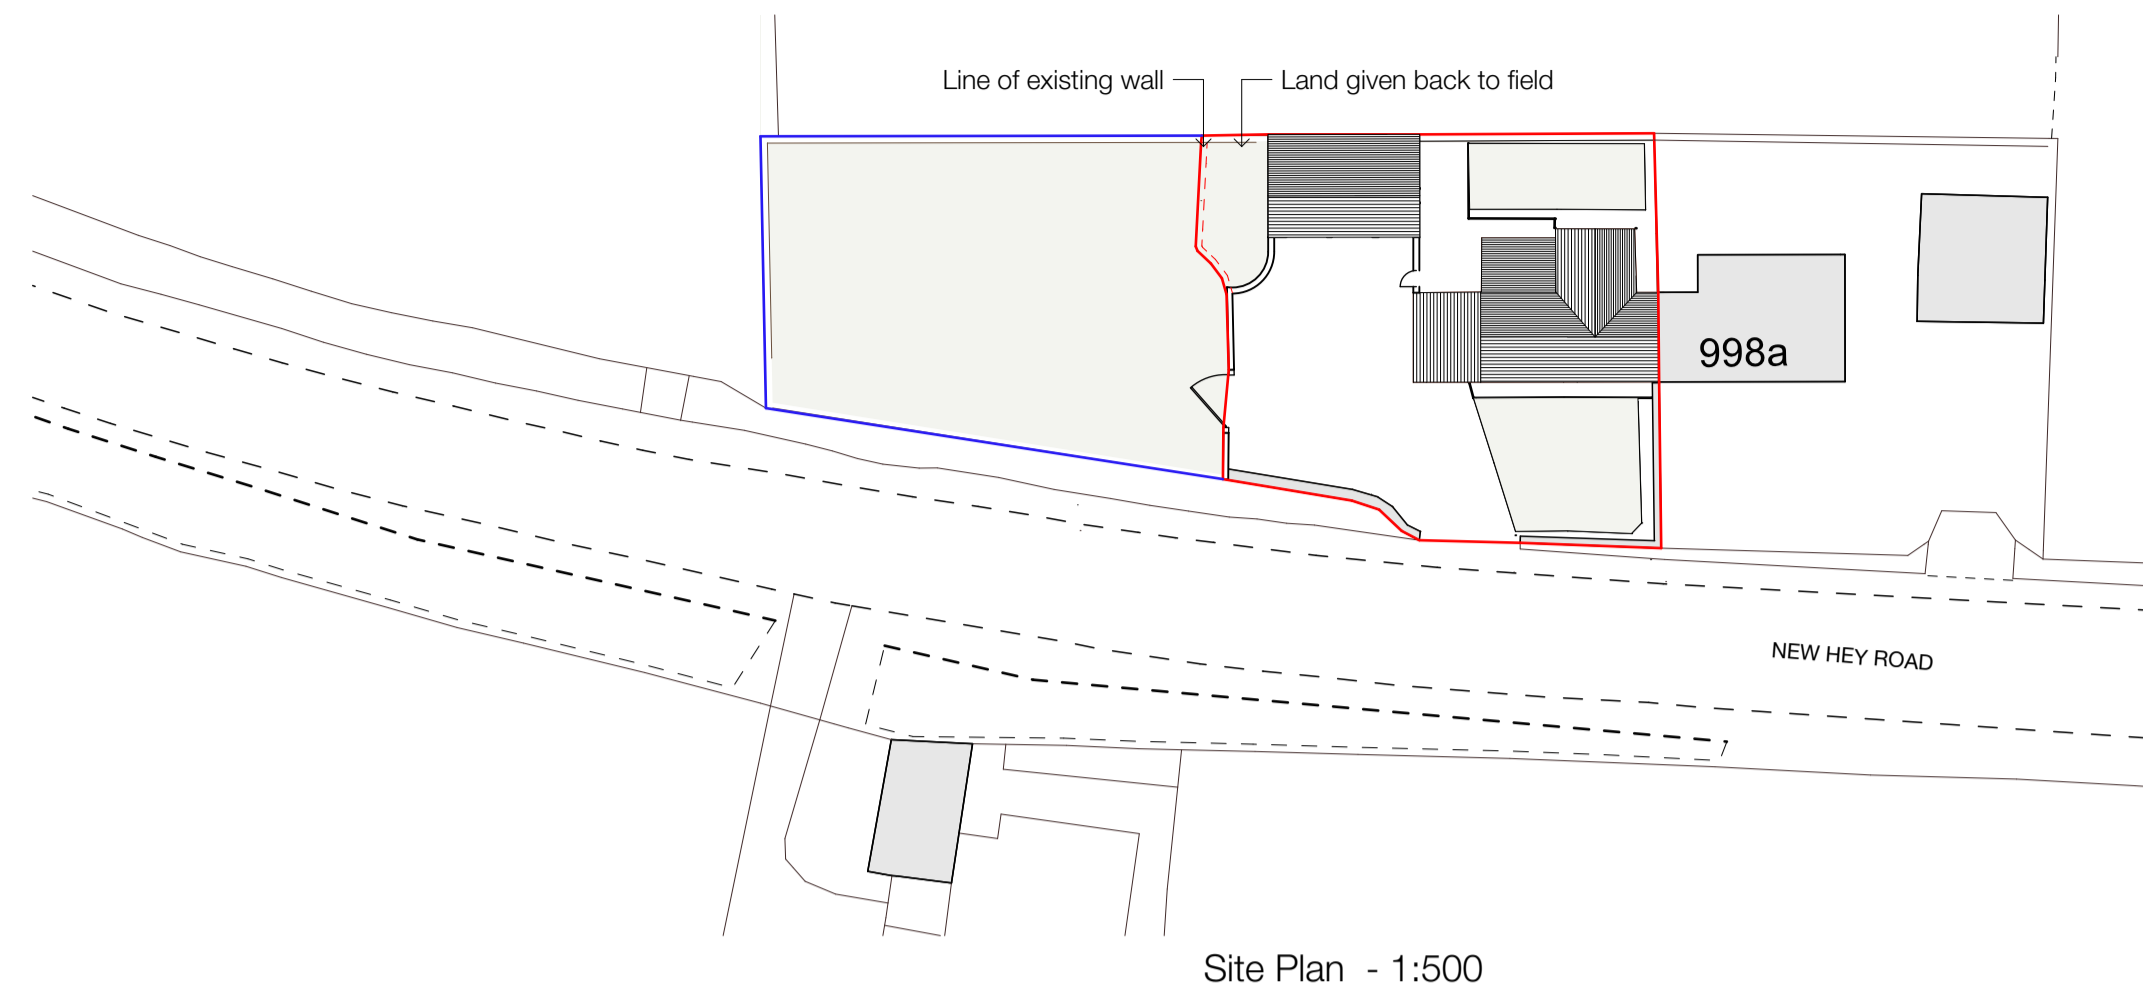 Line of existing wall
Land given back to field
998a
NEW HEY ROAD
Site Plan - 1:500